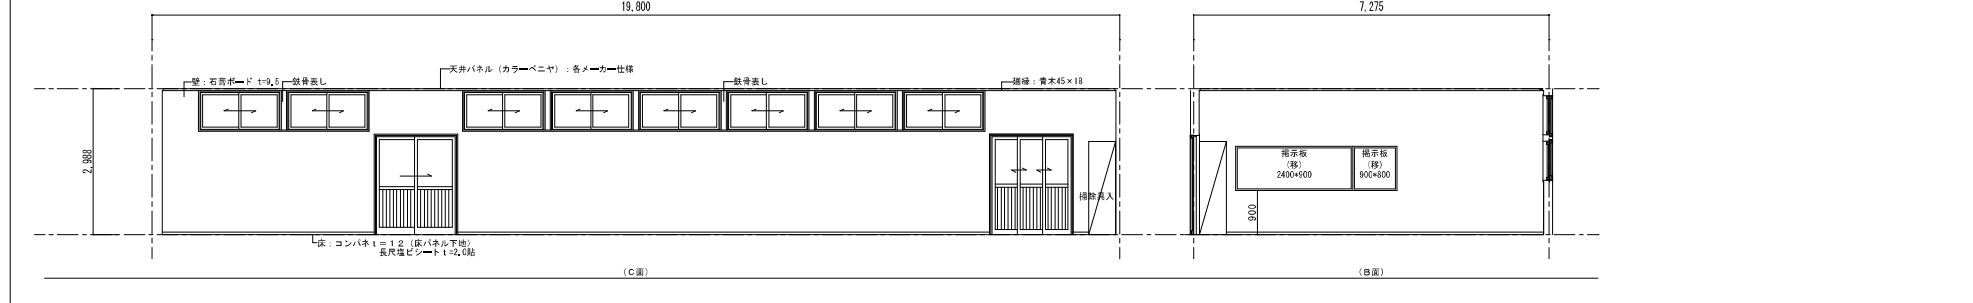 19,800
7,275
天井パネル（カラーベニヤ）：各メーカー仕様
壁：石膏ボード t=9.5
鉄骨表し
鉄骨表し
廻縁：青木45×18
2,988
掲示板
（移）
2400*900
掲示板
（移）
900*800
掃除具入
900
床：コンパネｔ＝１２（床パネル下地）
長尺塩ビシートｔ=2.0貼
（Ｃ面）
（Ｂ面）